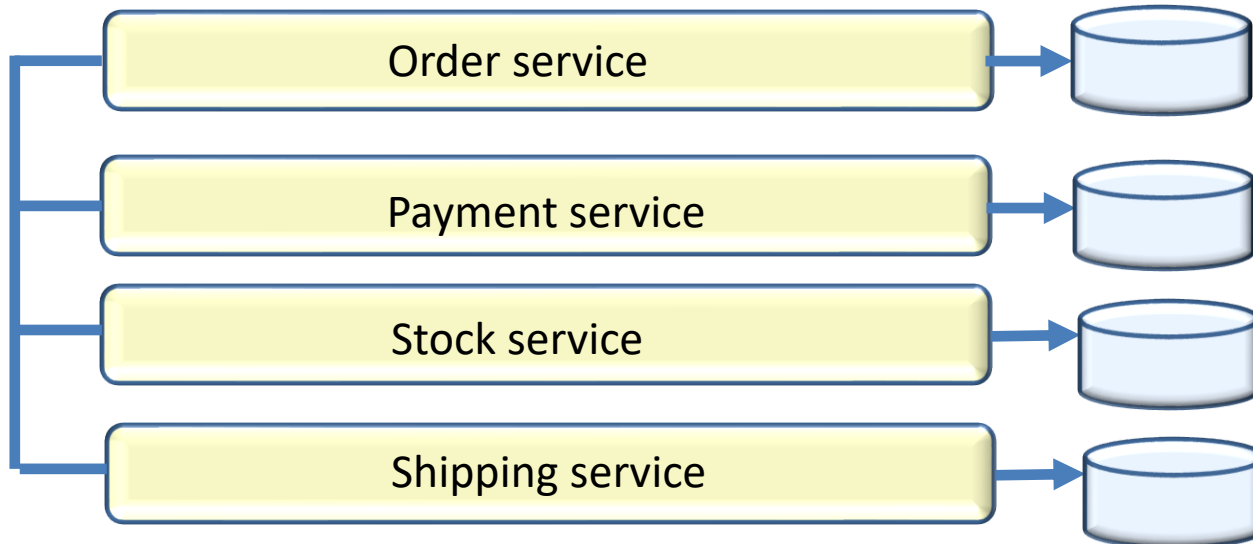 Order service
Payment service
Stock service
Shipping service